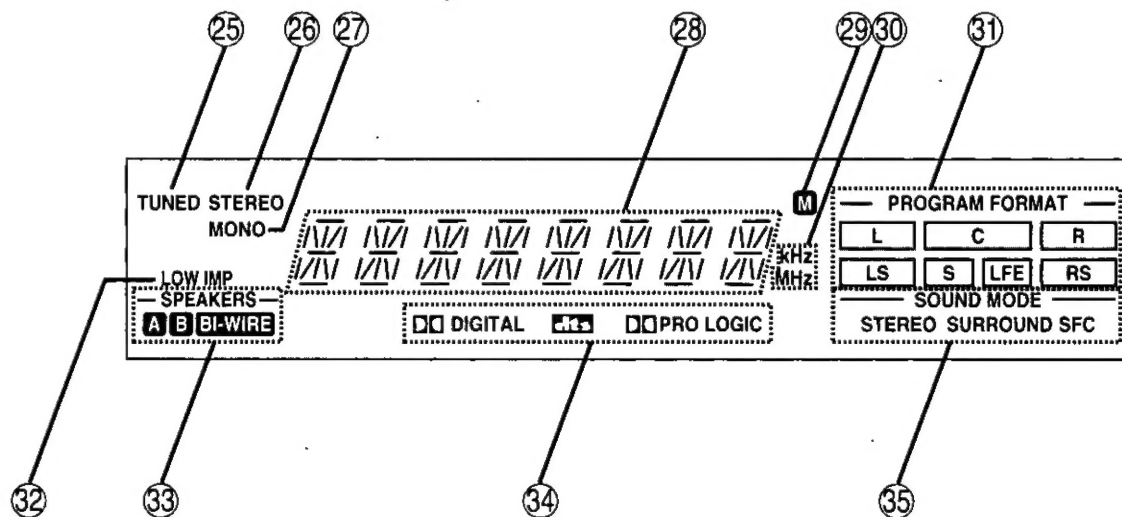 25 26 27 28 29 30 31
TUNED STEREO
MONO
M
kHz
MHz
PROGRAM FORMAT
L C R
LS S LFE RS
LOW IMP
SPEAKERS
A B BI-WIRE
DIGITAL dts PRO LOGIC
SOUND MODE
STEREO SURROUND SFC
32 33 34 35